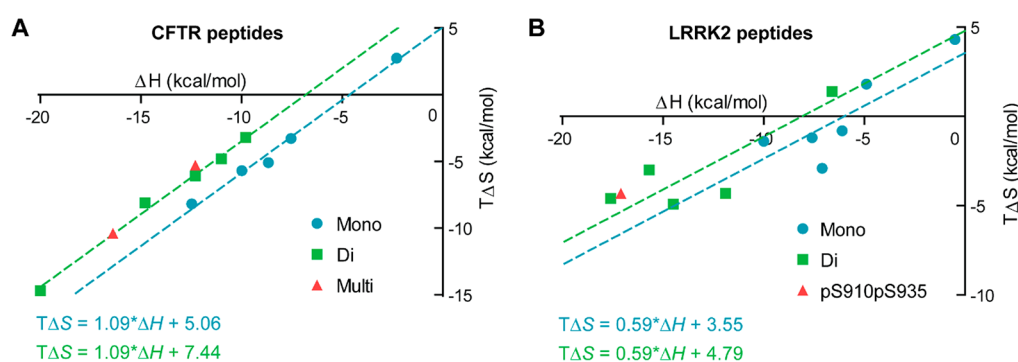 A
CFTR peptides
ΔH (kcal/mol)
-20
-15
-10
-5
0
5
-5
-10
-15
TΔS (kcal/mol)
Mono
Di
Multi
TΔS = 1.09*ΔH + 5.06
TΔS = 1.09*ΔH + 7.44
B
LRRK2 peptides
ΔH (kcal/mol)
-20
-15
-10
-5
0
5
-5
-10
TΔS (kcal/mol)
Mono
Di
pS910pS935
TΔS = 0.59*ΔH + 3.55
TΔS = 0.59*ΔH + 4.79